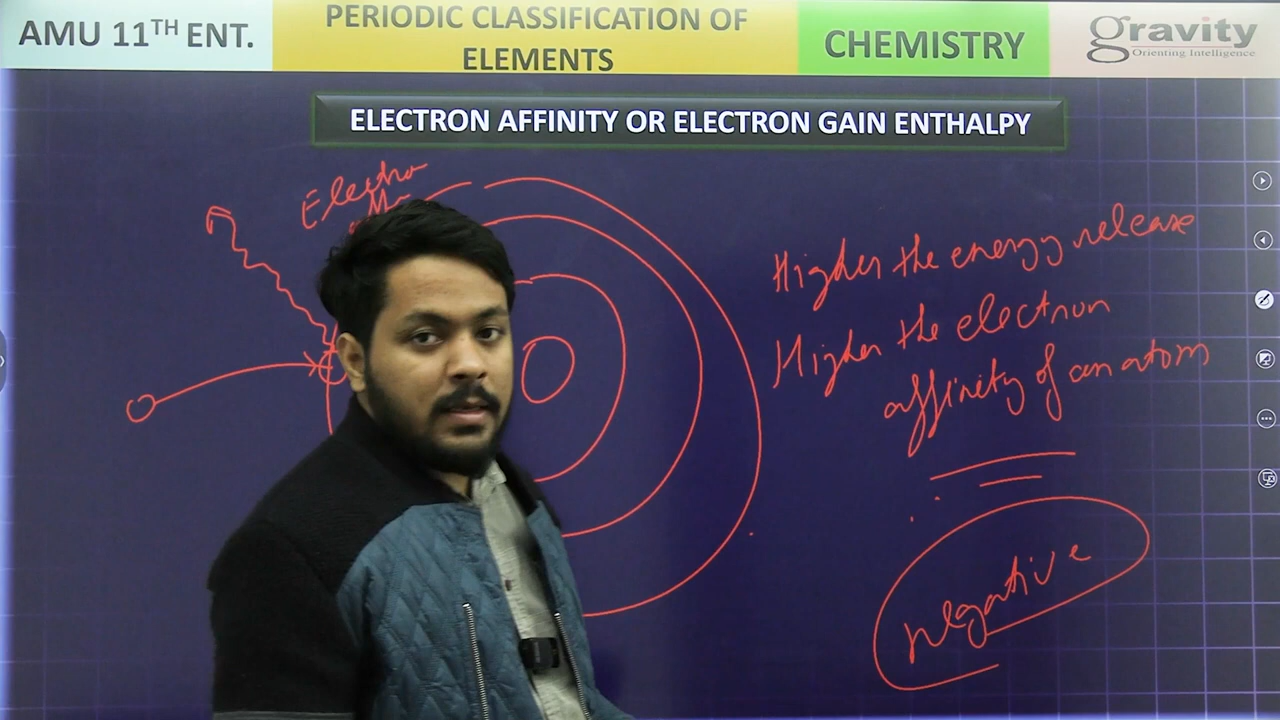 AMU 11TH ENT.
PERIODIC CLASSIFICATION OF
ELEMENTS
CHEMISTRY
gravity
Orienting Intelligence
ELECTRON AFFINITY OR ELECTRON GAIN ENTHALPY
Electro
Higher the energy release
Higher the electron
affinity of an atom
negative